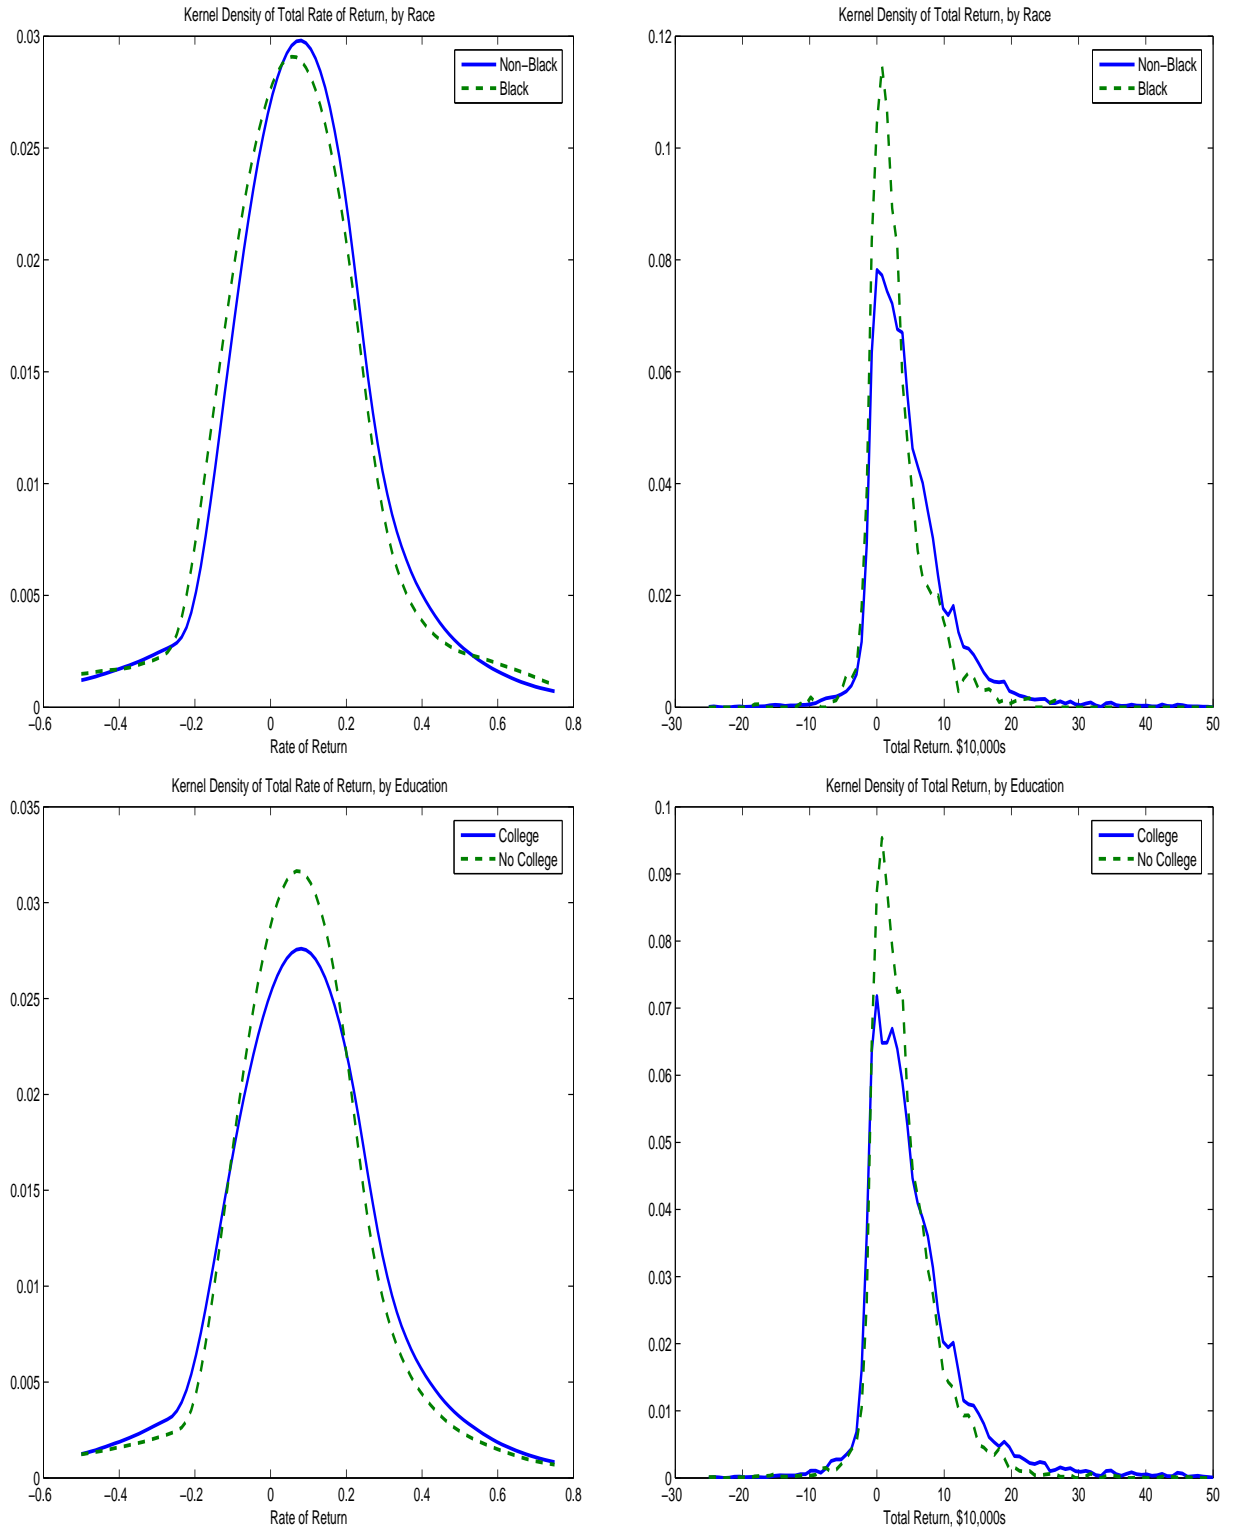 Kernel Density of Total Rate of Return, by Race
0.03
0.025
0.02
0.015
0.01
0.005
0
Non−Black
Black
−0.6 −0.4 −0.2 0 0.2 0.4 0.6 0.8
Rate of Return
Kernel Density of Total Return, by Race
0.12
0.1
0.08
0.06
0.04
0.02
0
Non−Black
Black
−30 −20 −10 0 10 20 30 40 50
Total Return. $10,000s
Kernel Density of Total Rate of Return, by Education
0.035
0.03
0.025
0.02
0.015
0.01
0.005
0
College
No College
−0.6 −0.4 −0.2 0 0.2 0.4 0.6 0.8
Rate of Return
Kernel Density of Total Return, by Education
0.1
0.09
0.08
0.07
0.06
0.05
0.04
0.03
0.02
0.01
0
College
No College
−30 −20 −10 0 10 20 30 40 50
Total Return, $10,000s